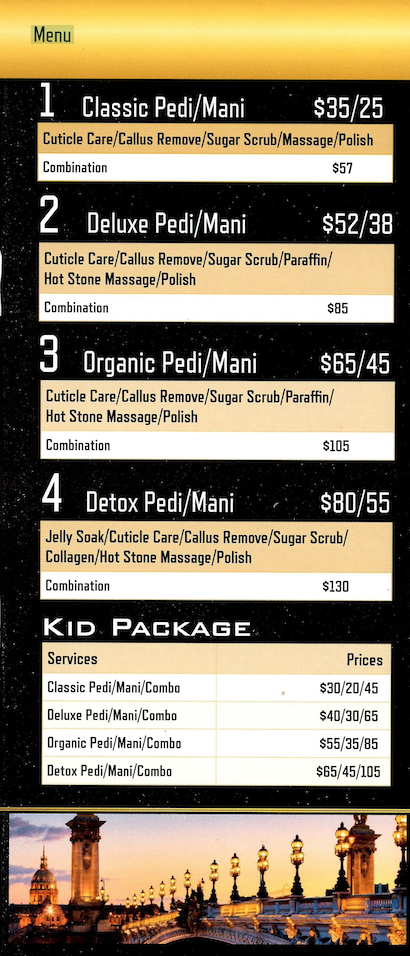 Menu
1 Classic Pedi/Mani $35/25
Cuticle Care/Callus Remove/Sugar Scrub/Massage/Polish
Combination $57
2 Deluxe Pedi/Mani $52/38
Cuticle Care/Callus Remove/Sugar Scrub/Paraffin/
Hot Stone Massage/Polish
Combination $85
3 Organic Pedi/Mani $65/45
Cuticle Care/Callus Remove/Sugar Scrub/Paraffin/
Hot Stone Massage/Polish
Combination $105
4 Detox Pedi/Mani $80/55
Jelly Soak/Cuticle Care/Callus Remove/Sugar Scrub/
Collagen/Hot Stone Massage/Polish
Combination $130
KID PACKAGE
Services Prices
Classic Pedi/Mani/Combo $30/20/45
Deluxe Pedi/Mani/Combo $40/30/65
Organic Pedi/Mani/Combo $55/35/85
Detox Pedi/Mani/Combo $65/45/105